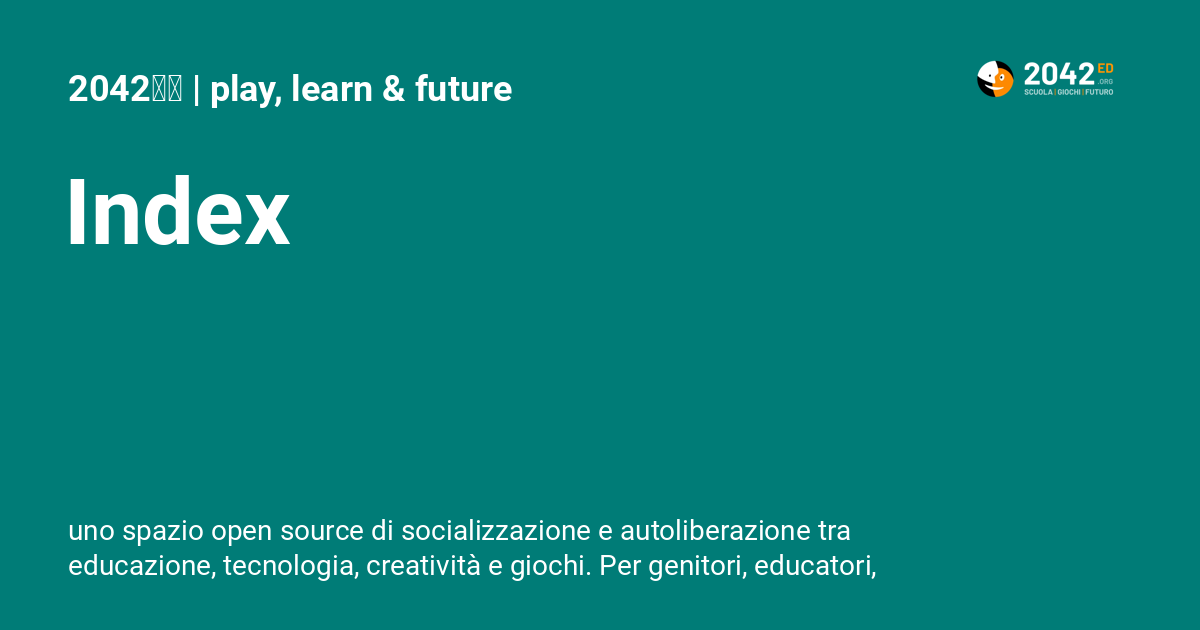 2042 | play, learn & future
2042 ED
.ORG
SCUOLA | GIOCHI | FUTURO
Index
uno spazio open source di socializzazione e autoliberazione tra
educazione, tecnologia, creatività e giochi. Per genitori, educatori,